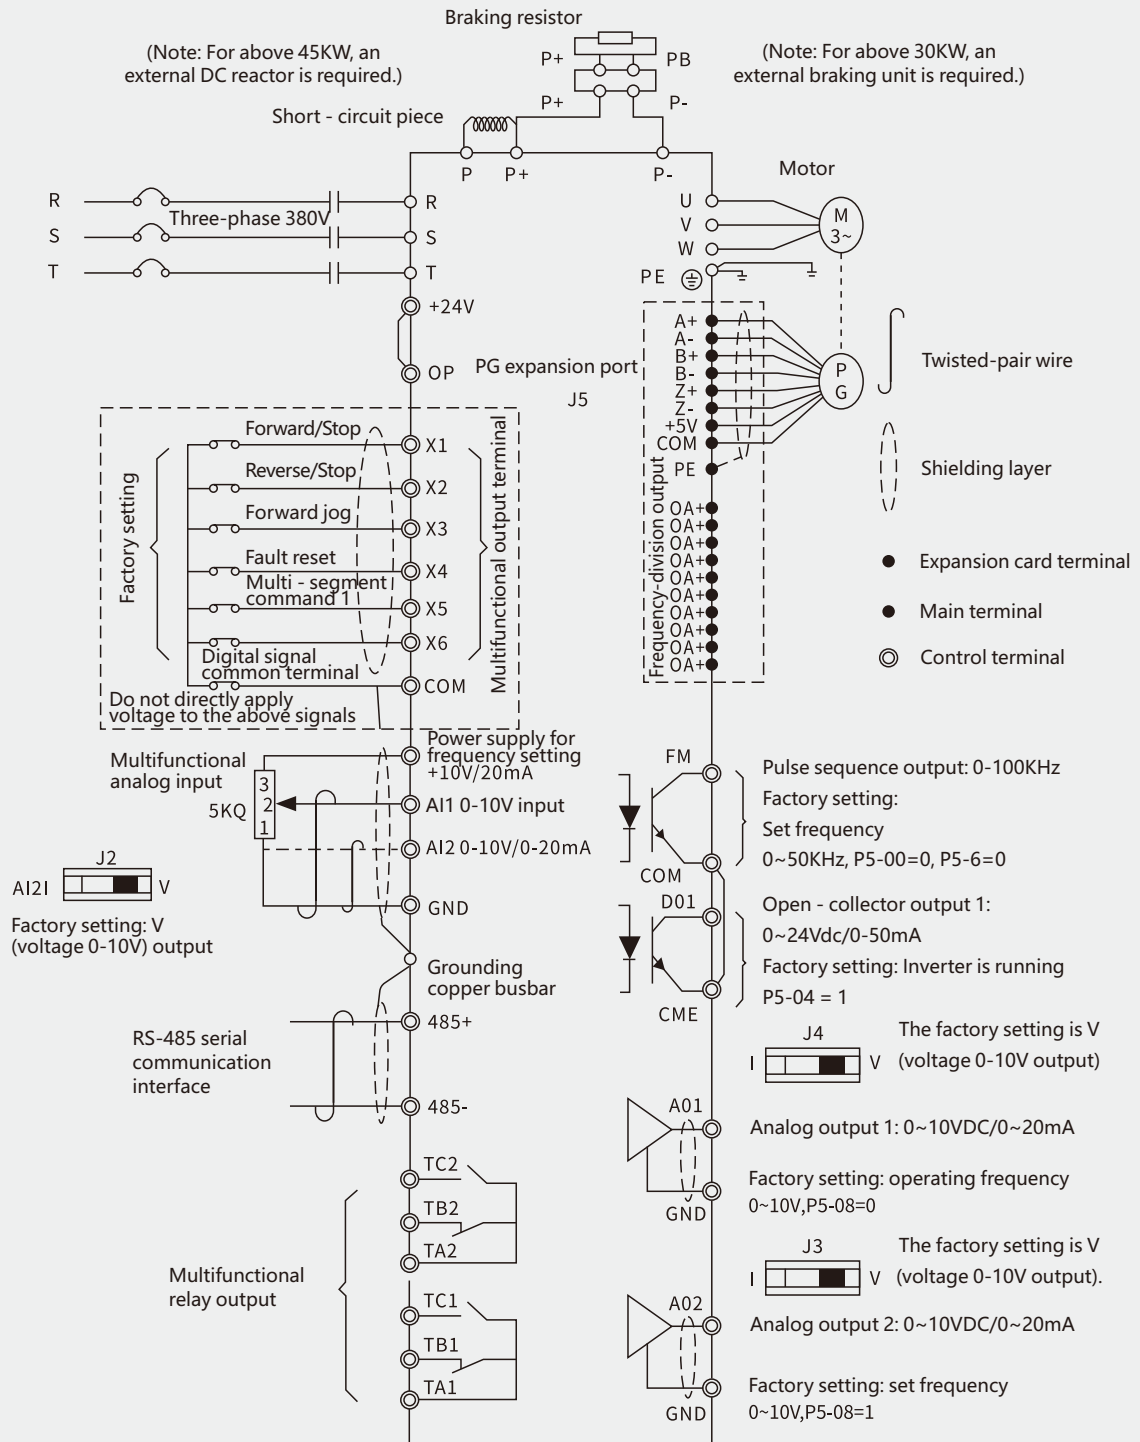 Braking resistor
(Note: For above 45KW, an
external DC reactor is required.)
P+
PB
(Note: For above 30KW, an
external braking unit is required.)
P+
P-
Short - circuit piece
P
P+
P-
Motor
R
S
T
Three-phase 380V
R
S
T
+24V
OP
U
V
W
PE
M
3~
PG expansion port
J5
A+
A-
B+
B-
Z+
Z-
+5V
COM
PE
P
G
Twisted-pair wire
Shielding layer
Frequency-division output
OA+
OA+
OA+
OA+
OA+
OA+
OA+
OA+
OA+
OA+
Expansion card terminal
Main terminal
Control terminal
Factory setting
Forward/Stop
Reverse/Stop
Forward jog
Fault reset
Multi - segment
command 1
Digital signal
common terminal
Do not directly apply
voltage to the above signals
X1
X2
X3
X4
X5
X6
COM
Multifunctional output terminal
Multifunctional
analog input
5KQ
3
2
1
Power supply for
frequency setting
+10V/20mA
AI1 0-10V input
AI2 0-10V/0-20mA
GND
J2
AI2I
V
Factory setting: V
(voltage 0-10V) output
Grounding
copper busbar
RS-485 serial
communication
interface
485+
485-
Multifunctional
relay output
TC2
TB2
TA2
TC1
TB1
TA1
FM
COM
Pulse sequence output: 0-100KHz
Factory setting:
Set frequency
0~50KHz, P5-00=0, P5-6=0
D01
CME
Open - collector output 1:
0~24Vdc/0-50mA
Factory setting: Inverter is running
P5-04 = 1
J4
I
V
The factory setting is V
(voltage 0-10V output)
A01
GND
Analog output 1: 0~10VDC/0~20mA
Factory setting: operating frequency
0~10V,P5-08=0
J3
I
V
The factory setting is V
(voltage 0-10V output).
A02
GND
Analog output 2: 0~10VDC/0~20mA
Factory setting: set frequency
0~10V,P5-08=1